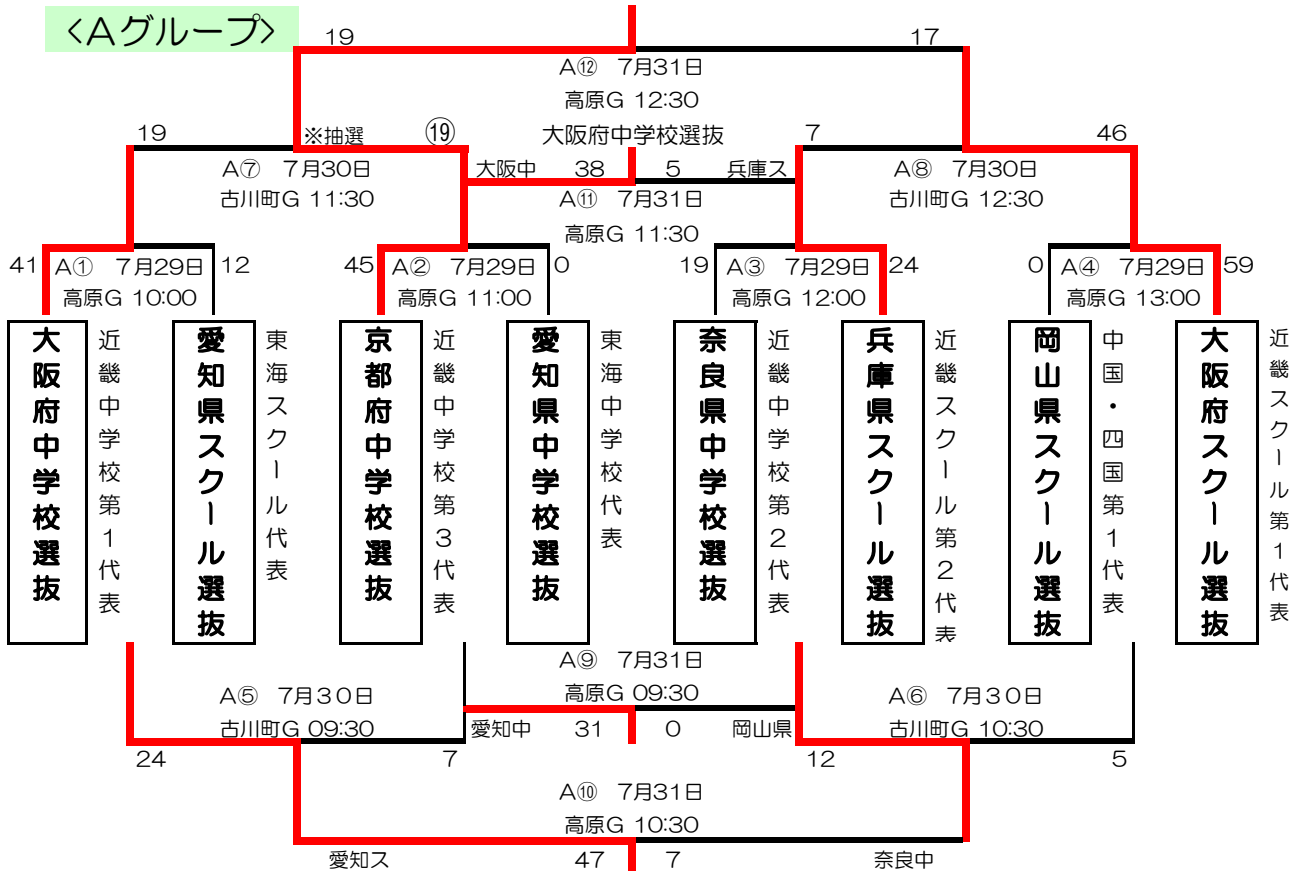 <Aグループ>
19
17
A⑫ 7月31日
高原G 12:30
19
※抽選
⑲
大阪府中学校選抜
7
46
A⑦ 7月30日
古川町G 11:30
大阪中 38 5 兵庫ス
A⑧ 7月30日
古川町G 12:30
A⑪ 7月31日
高原G 11:30
41 A① 7月29日 12
高原G 10:00
45 A② 7月29日 0
高原G 11:00
19 A③ 7月29日 24
高原G 12:00
0 A④ 7月29日 59
高原G 13:00
大阪府中学校選抜
近畿中学校第1代表
愛知県スクール選抜
東海スクール代表
京都府中学校選抜
近畿中学校第3代表
愛知県中学校選抜
東海中学校代表
奈良県中学校選抜
近畿中学校第2代表
兵庫県スクール選抜
近畿スクール第2代表
岡山県スクール選抜
中国・四国第1代表
大阪府スクール選抜
近畿スクール第1代表
A⑨ 7月31日
高原G 09:30
A⑤ 7月30日
古川町G 09:30
愛知中 31 0 岡山県
A⑥ 7月30日
古川町G 10:30
24
7
12
5
A⑩ 7月31日
高原G 10:30
愛知ス 47 7 奈良中